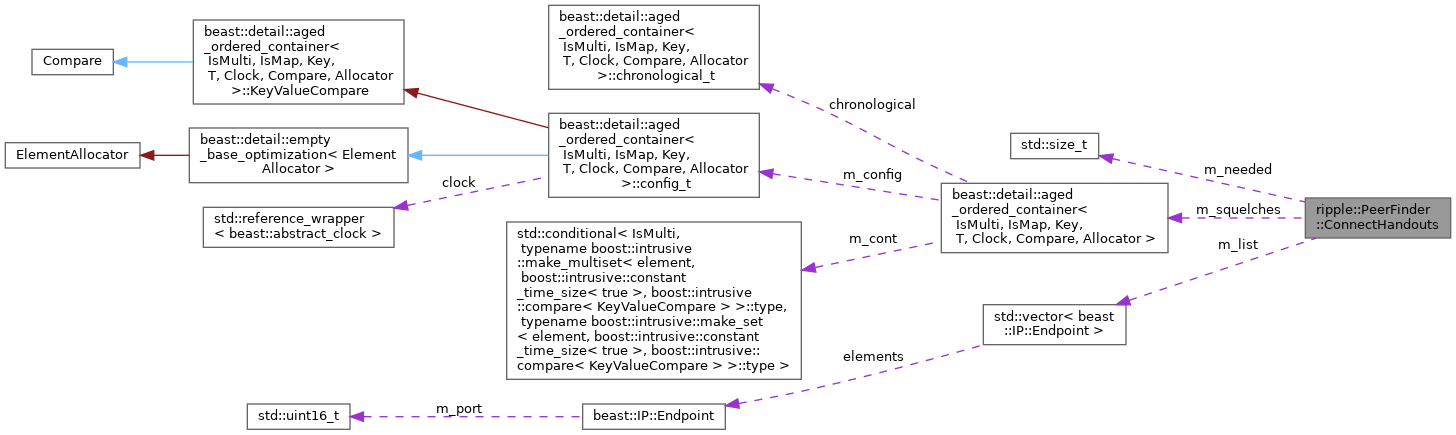 Compare
beast::detail::aged
_ordered_container<
IsMulti, IsMap, Key,
T, Clock, Compare, Allocator
>::KeyValueCompare
beast::detail::aged
_ordered_container<
IsMulti, IsMap, Key,
T, Clock, Compare, Allocator
>::chronological_t
chronological
ElementAllocator
beast::detail::empty
_base_optimization< Element
Allocator >
beast::detail::aged
_ordered_container<
IsMulti, IsMap, Key,
T, Clock, Compare, Allocator
>::config_t
clock
std::reference_wrapper
< beast::abstract_clock >
m_config
m_cont
std::conditional< IsMulti,
typename boost::intrusive
::make_multiset< element,
boost::intrusive::constant
_time_size< true >, boost::intrusive
::compare< KeyValueCompare > >::type,
typename boost::intrusive::make_set
< element, boost::intrusive::constant
_time_size< true >, boost::intrusive::
compare< KeyValueCompare > >::type >
beast::detail::aged
_ordered_container<
IsMulti, IsMap, Key,
T, Clock, Compare, Allocator >
std::size_t
m_needed
m_squelches
m_list
ripple::PeerFinder
::ConnectHandouts
std::vector< beast
::IP::Endpoint >
elements
std::uint16_t
m_port
beast::IP::Endpoint